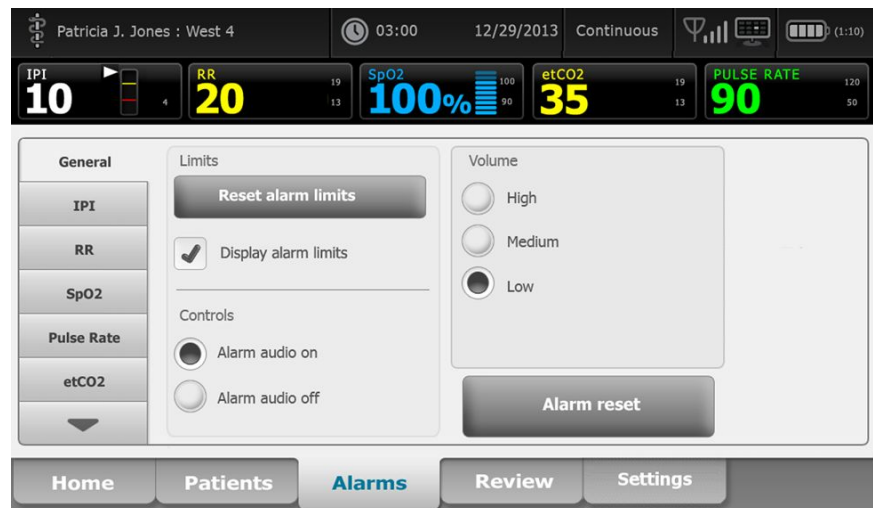 Patricia J. Jones : West 4 03:00 12/29/2013 Continuous (1:10)
IPI 10 4
RR 20 19 13
SpO2 100% 100 90
etCO2 35 19 13
PULSE RATE 90 120 50
General
IPI
RR
SpO2
Pulse Rate
etCO2
Limits
Reset alarm limits
Display alarm limits
Controls
Alarm audio on
Alarm audio off
Volume
High
Medium
Low
Alarm reset
Home Patients Alarms Review Settings